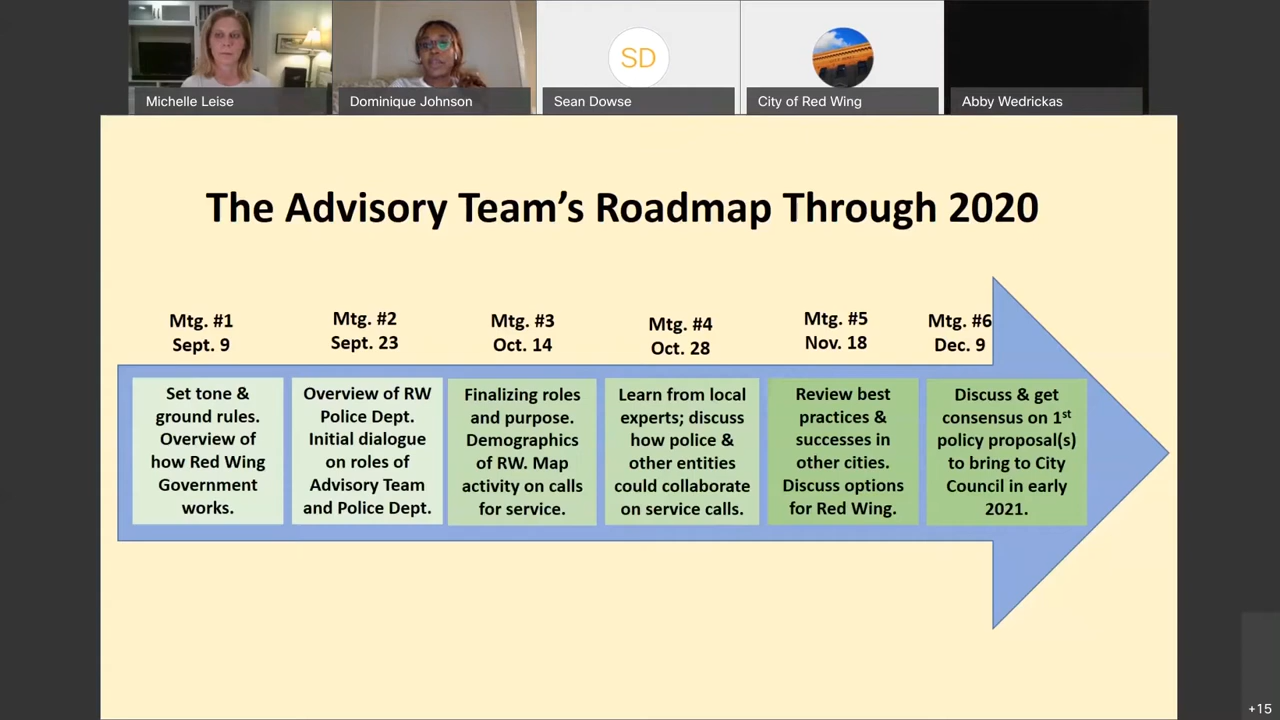 Michelle Leise
Dominique Johnson
SD
Sean Dowse
City of Red Wing
Abby Wedrickas
The Advisory Team's Roadmap Through 2020
Mtg. #1
Sept. 9
Mtg. #2
Sept. 23
Mtg. #3
Oct. 14
Mtg. #4
Oct. 28
Mtg. #5
Nov. 18
Mtg. #6
Dec. 9
Set tone &
ground rules.
Overview of
how Red Wing
Government
works.
Overview of RW
Police Dept.
Initial dialogue
on roles of
Advisory Team
and Police Dept.
Finalizing roles
and purpose.
Demographics
of RW. Map
activity on calls
for service.
Learn from local
experts; discuss
how police &
other entities
could collaborate
on service calls.
Review best
practices &
successes in
other cities.
Discuss options
for Red Wing.
Discuss & get
consensus on 1st
policy proposal(s)
to bring to City
Council in early
2021.
+15